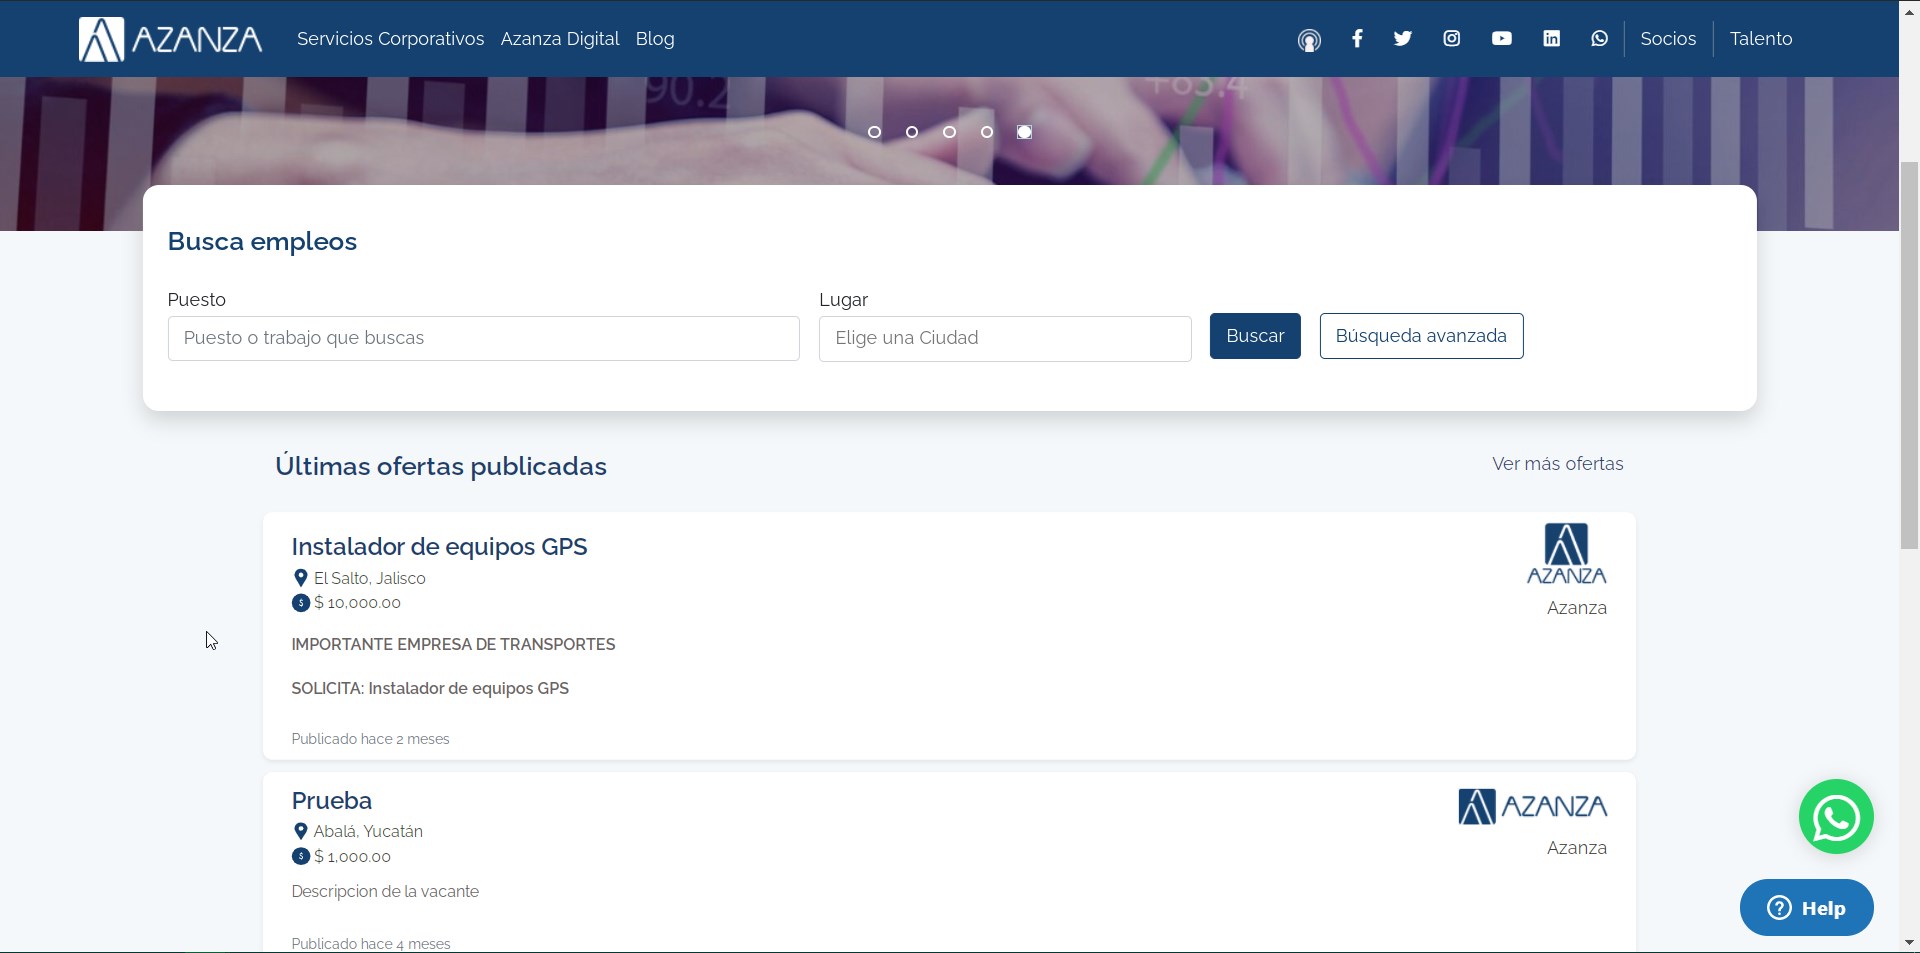 AZANZA
Servicios Corporativos
Azanza Digital
Blog
Socios
Talento
90.2
+63.4
Busca empleos
Puesto
Lugar
Puesto o trabajo que buscas
Elige una Ciudad
Buscar
Búsqueda avanzada
Últimas ofertas publicadas
Ver más ofertas
Instalador de equipos GPS
El Salto, Jalisco
$ $ 10,000.00
IMPORTANTE EMPRESA DE TRANSPORTES
SOLICITA: Instalador de equipos GPS
Publicado hace 2 meses
AZANZA
Azanza
Prueba
Abalá, Yucatán
$ $ 1,000.00
Descripcion de la vacante
Publicado hace 4 meses
AZANZA
Azanza
? Help